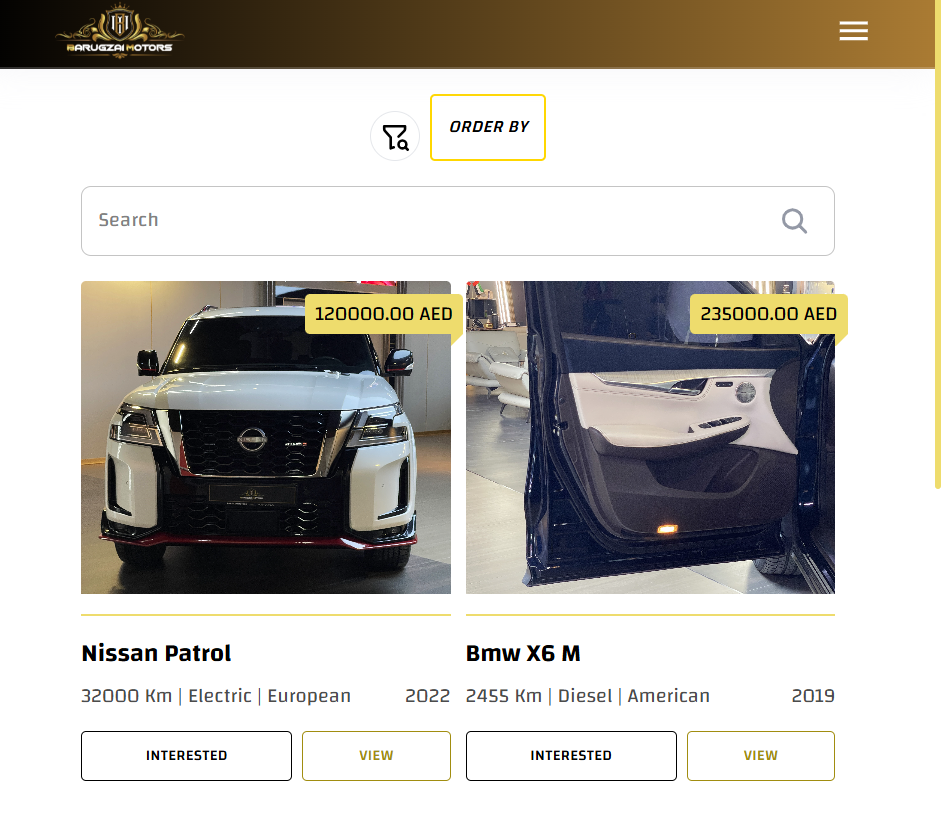 BARUGZAI MOTORS
ORDER BY
Search
120000.00 AED
235000.00 AED
Nissan Patrol
32000 Km | Electric | European 2022
INTERESTED
VIEW
Bmw X6 M
2455 Km | Diesel | American 2019
INTERESTED
VIEW